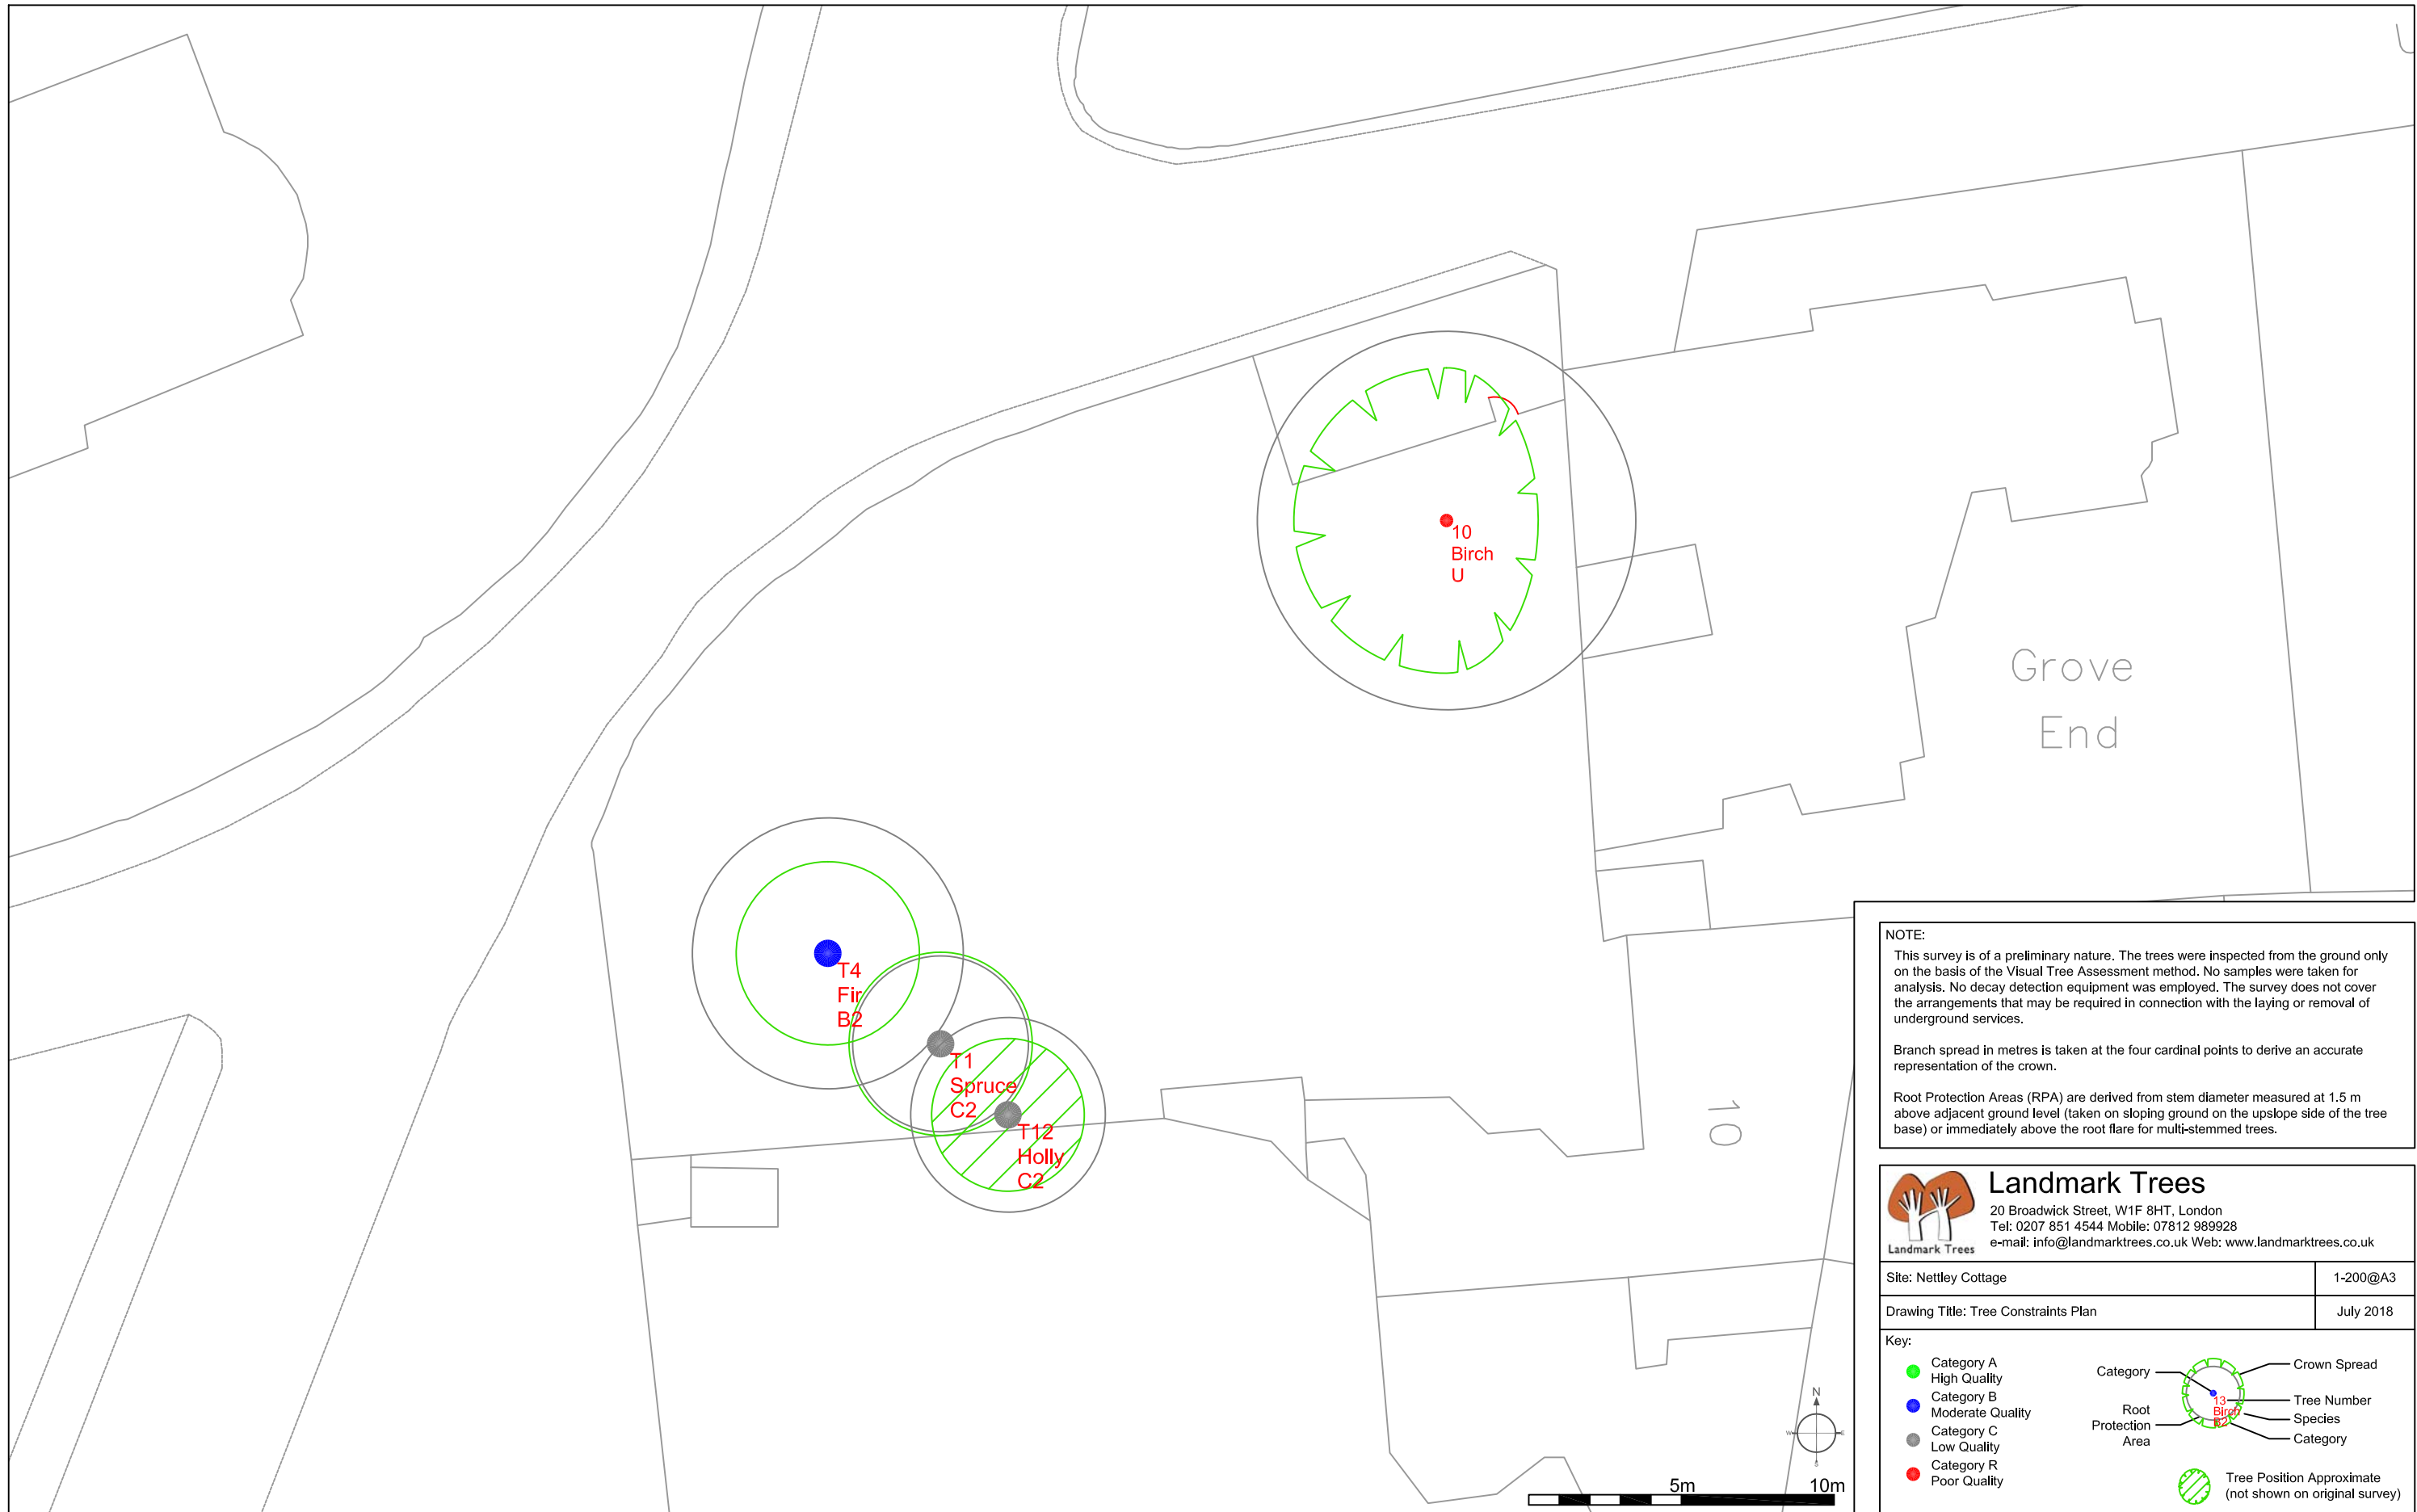 10
Birch
U
Grove
End
T4
Fir
B2
T1
Spruce
C2
T12
Holly
C2
10
5m
10m
N
W
E
S
NOTE:
This survey is of a preliminary nature. The trees were inspected from the ground only
on the basis of the Visual Tree Assessment method. No samples were taken for
analysis. No decay detection equipment was employed. The survey does not cover
the arrangements that may be required in connection with the laying or removal of
underground services.
Branch spread in metres is taken at the four cardinal points to derive an accurate
representation of the crown.
Root Protection Areas (RPA) are derived from stem diameter measured at 1.5 m
above adjacent ground level (taken on sloping ground on the upslope side of the tree
base) or immediately above the root flare for multi-stemmed trees.
Landmark Trees
Landmark Trees
20 Broadwick Street, W1F 8HT, London
Tel: 0207 851 4544 Mobile: 07812 989928
e-mail: info@landmarktrees.co.uk Web: www.landmarktrees.co.uk
Site: Nettley Cottage
1-200@A3
Drawing Title: Tree Constraints Plan
July 2018
Key:
Category A
High Quality
Category B
Moderate Quality
Category C
Low Quality
Category R
Poor Quality
Category
Root
Protection
Area
13
Birch
B2
Crown Spread
Tree Number
Species
Category
Tree Position Approximate
(not shown on original survey)